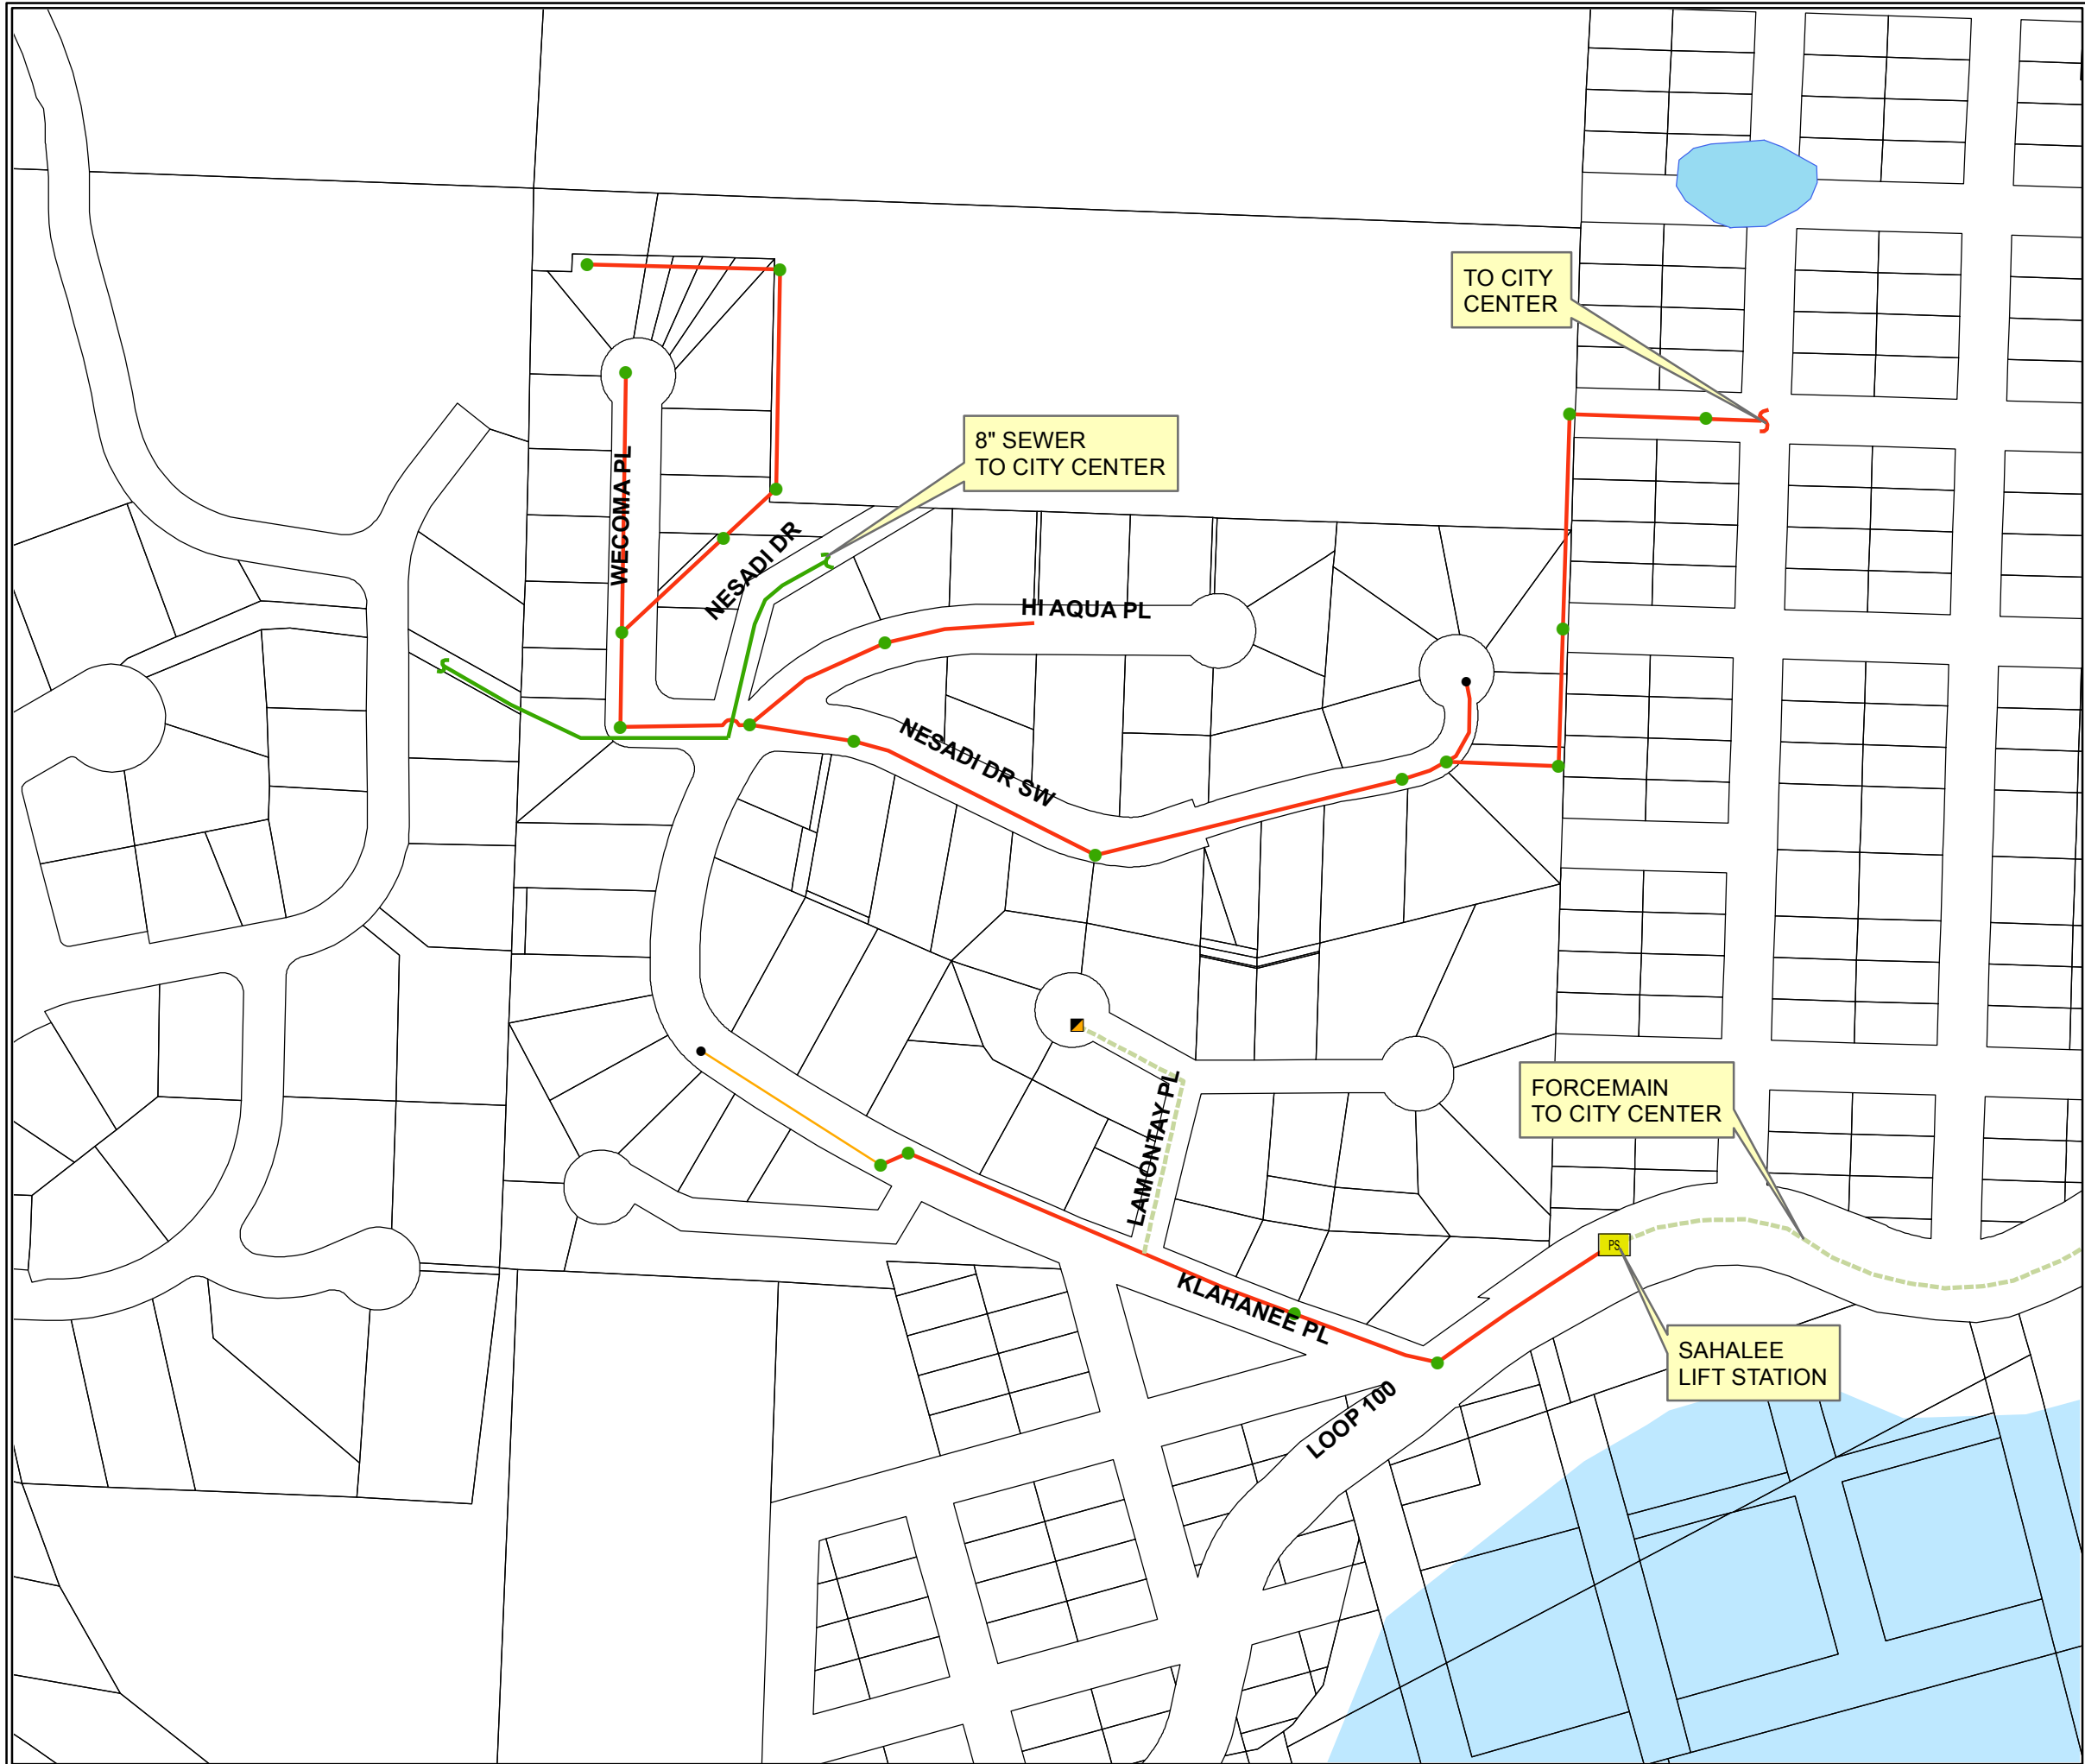 TO CITY
CENTER
8" SEWER
TO CITY CENTER
WECOMA PL
NESADI DR
HI AQUA PL
NESADI DR SW
LAMONTAY PL
FORCEMAIN
TO CITY CENTER
PS
KLAHANEE PL
SAHALEE
LIFT STATION
LOOP 100